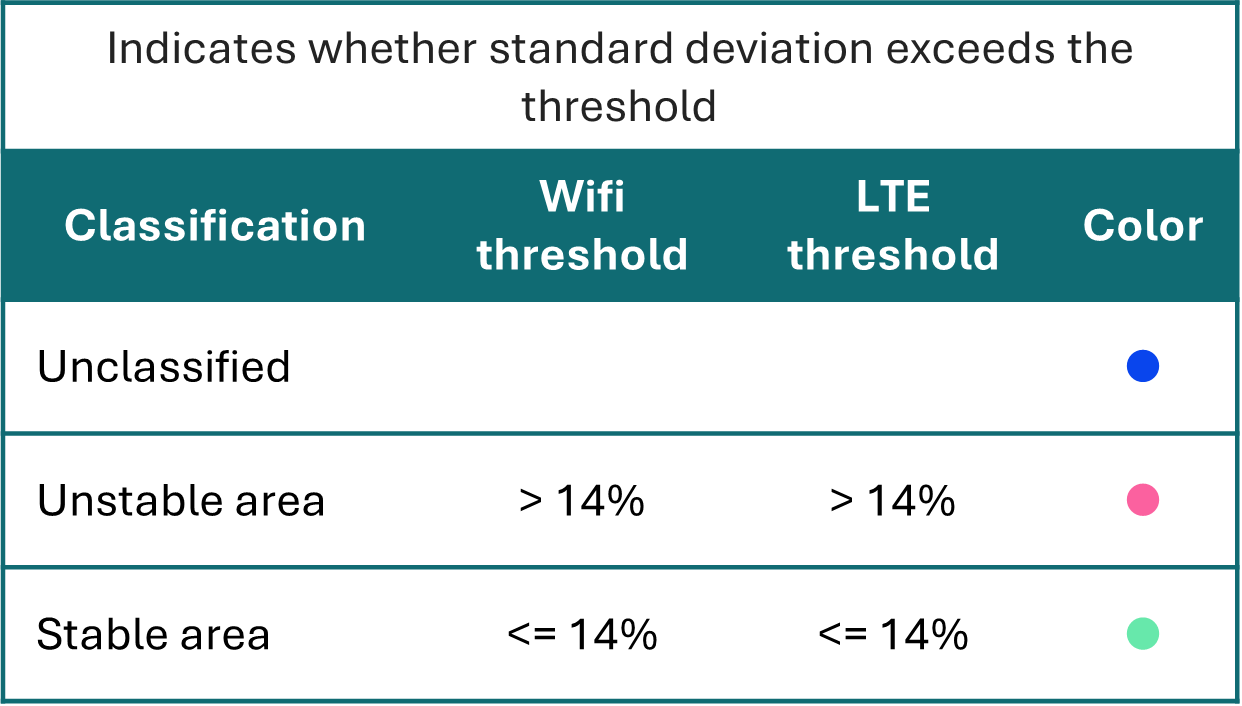 Indicates whether standard deviation exceeds the
threshold
Classification
Wifi
threshold
LTE
threshold
Color
Unclassified
Unstable area > 14% > 14%
Stable area <= 14% <= 14%